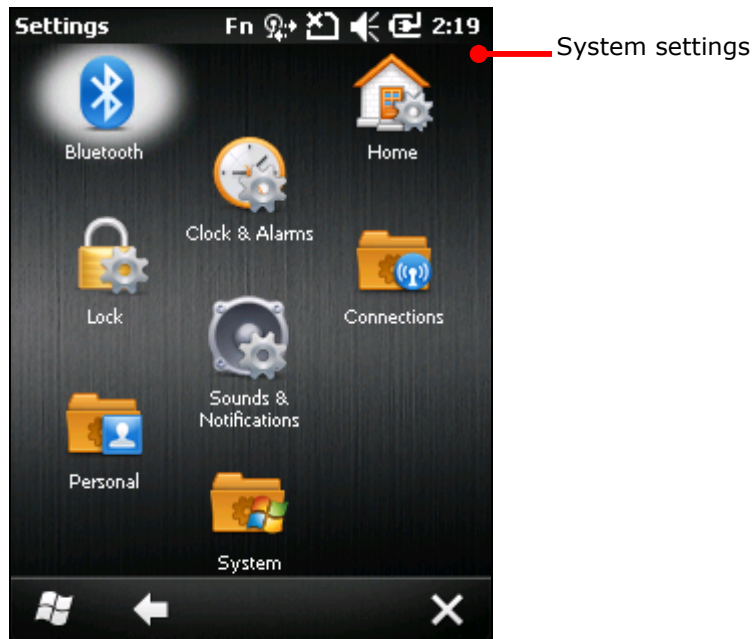 Settings Fn 2:19
System settings
Bluetooth
Home
Clock & Alarms
Lock
Connections
Sounds &
Notifications
Personal
System